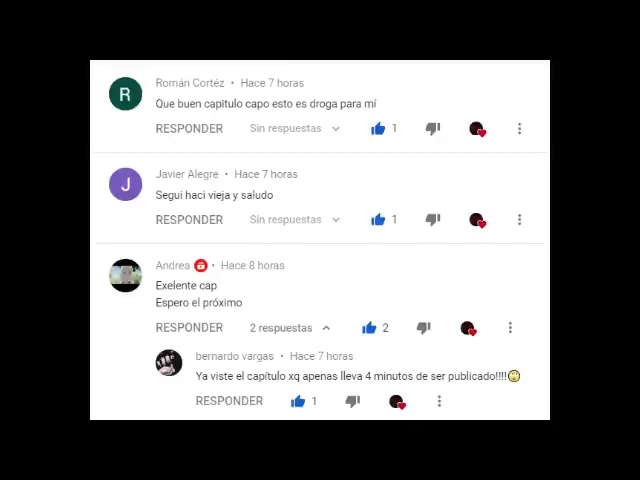 R
Román Cortéz • Hace 7 horas
Que buen capitulo capo esto es droga para mí
RESPONDER Sin respuestas 1
J
Javier Alegre • Hace 7 horas
Segui haci vieja y saludo
RESPONDER Sin respuestas 1
Andrea • Hace 8 horas
Exelente cap
Espero el próximo
RESPONDER 2 respuestas 2
bernardo vargas • Hace 7 horas
Ya viste el capítulo xq apenas lleva 4 minutos de ser publicado!!!!😱
RESPONDER 1